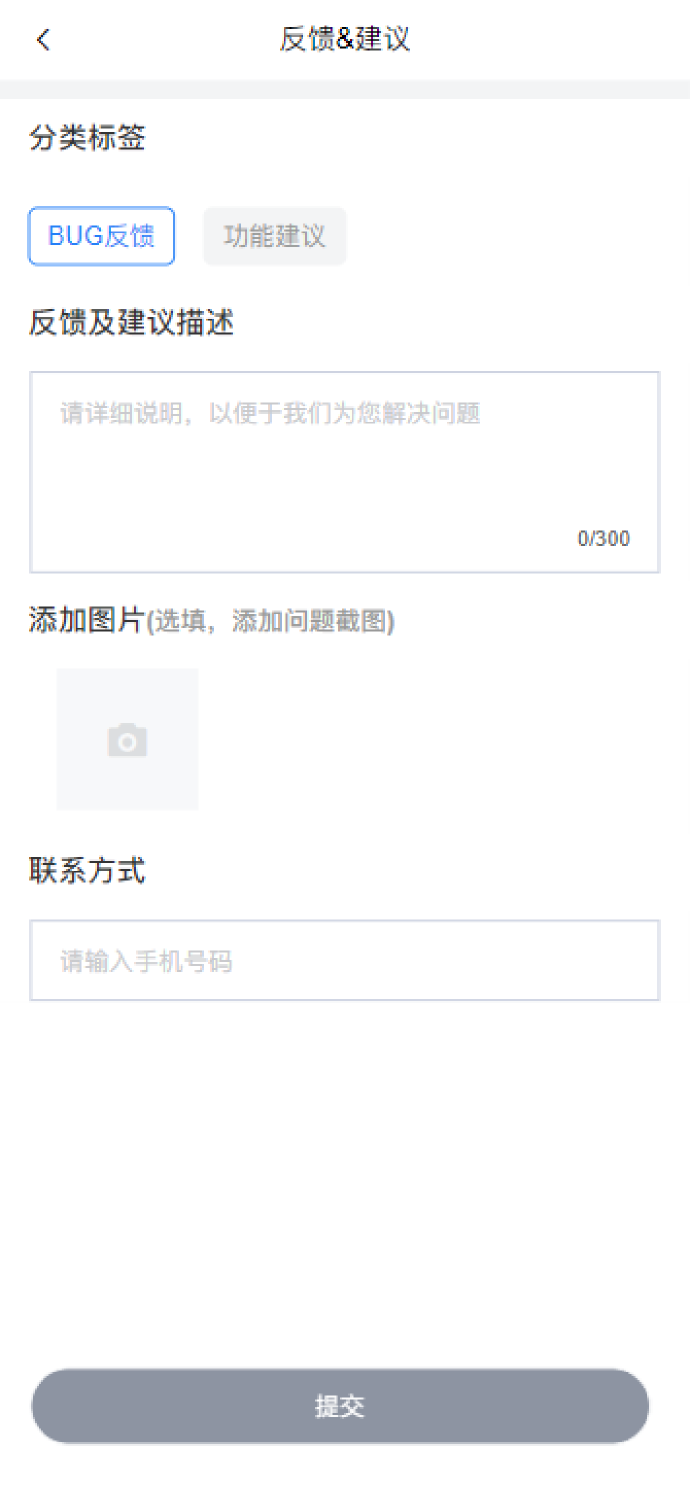 反馈&建议
分类标签
BUG反馈
功能建议
反馈及建议描述
请详细说明，以便于我们为您解决问题
0/300
添加图片(选填，添加问题截图)
联系方式
请输入手机号码
提交